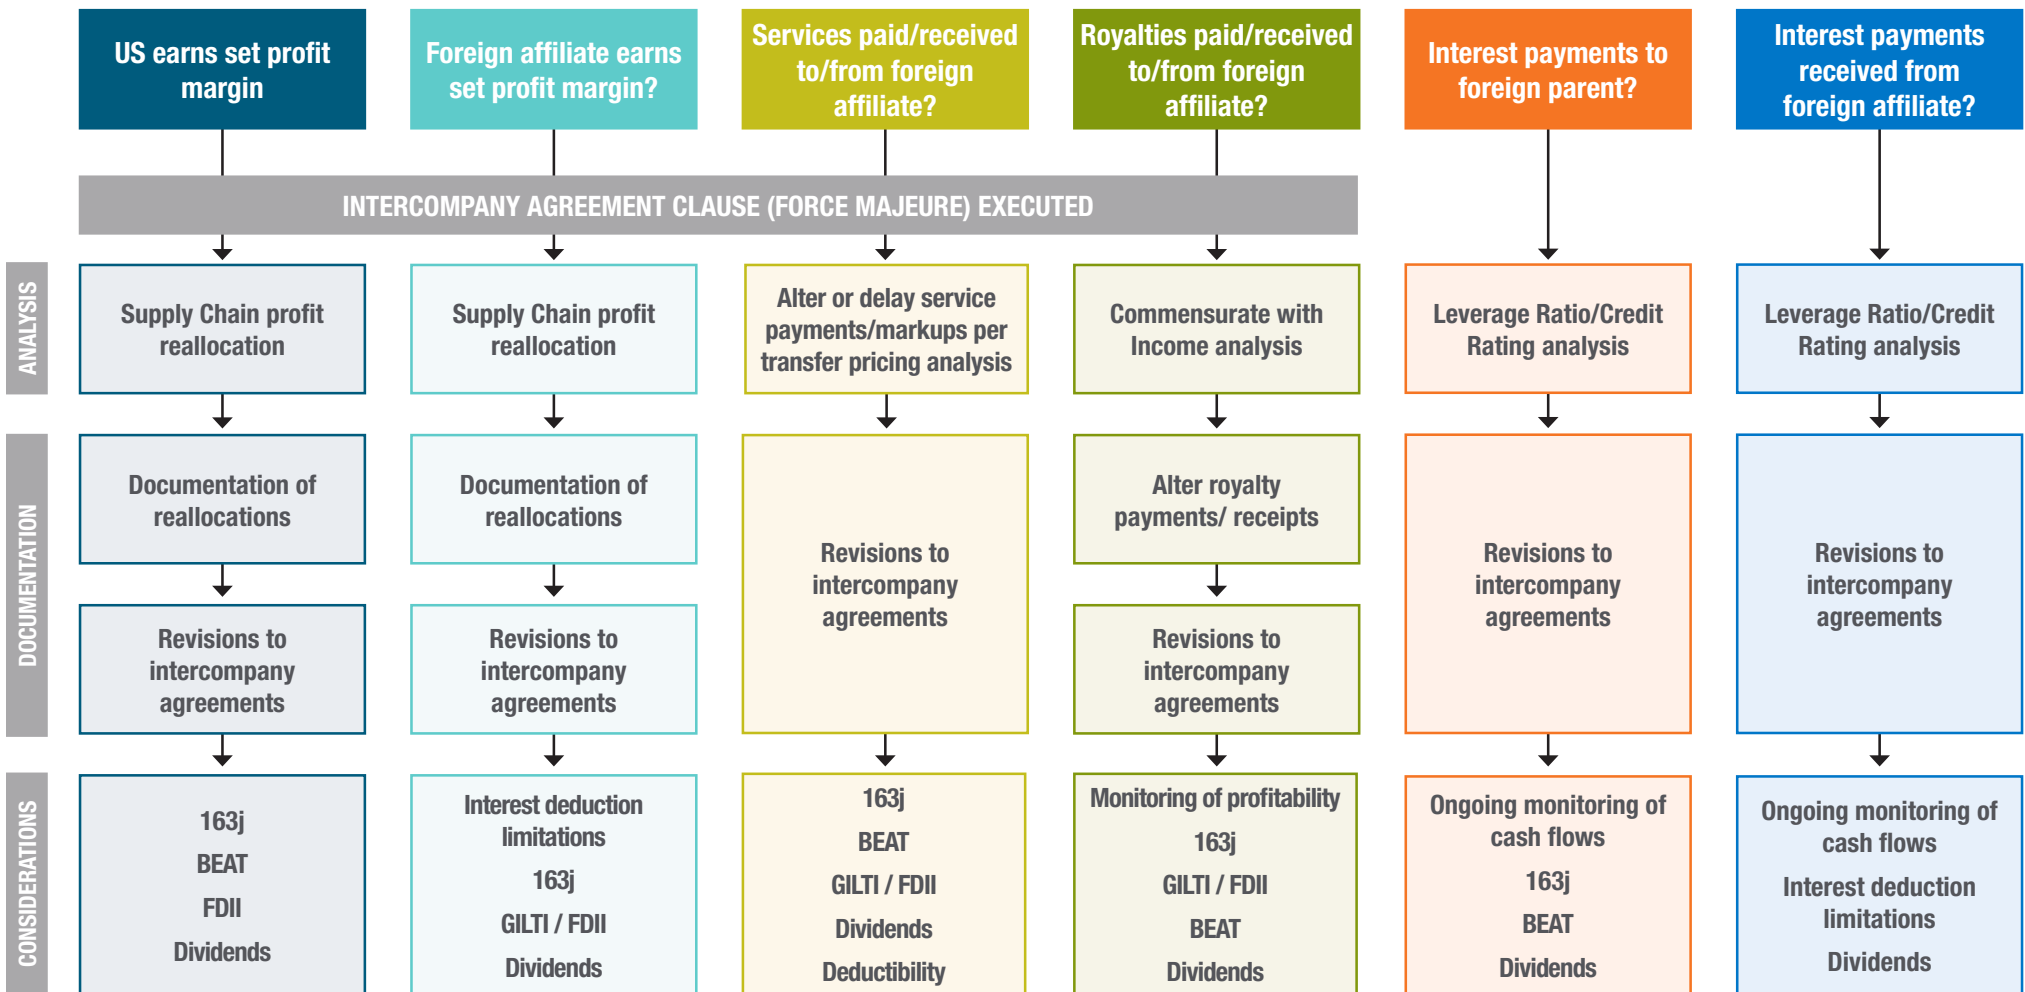 US earns set profit
margin
Foreign affiliate earns
set profit margin?
Services paid/received
to/from foreign
affiliate?
Royalties paid/received
to/from foreign
affiliate?
Interest payments to
foreign parent?
Interest payments
received from
foreign affiliate?
INTERCOMPANY AGREEMENT CLAUSE (FORCE MAJEURE) EXECUTED
ANALYSIS
Supply Chain profit
reallocation
Supply Chain profit
reallocation
Alter or delay service
payments/markups per
transfer pricing analysis
Commensurate with
Income analysis
Leverage Ratio/Credit
Rating analysis
Leverage Ratio/Credit
Rating analysis
DOCUMENTATION
Documentation of
reallocations
Documentation of
reallocations
Revisions to
intercompany
agreements
Alter royalty
payments/ receipts
Revisions to
intercompany
agreements
Revisions to
intercompany
agreements
Revisions to
intercompany
agreements
Revisions to
intercompany
agreements
Revisions to
intercompany
agreements
CONSIDERATIONS
163j
BEAT
FDII
Dividends
Interest deduction
limitations
163j
GILTI / FDII
Dividends
163j
BEAT
GILTI / FDII
Dividends
Deductibility
Monitoring of profitability
163j
GILTI / FDII
BEAT
Dividends
Ongoing monitoring of
cash flows
163j
BEAT
Dividends
Ongoing monitoring of
cash flows
Interest deduction
limitations
Dividends